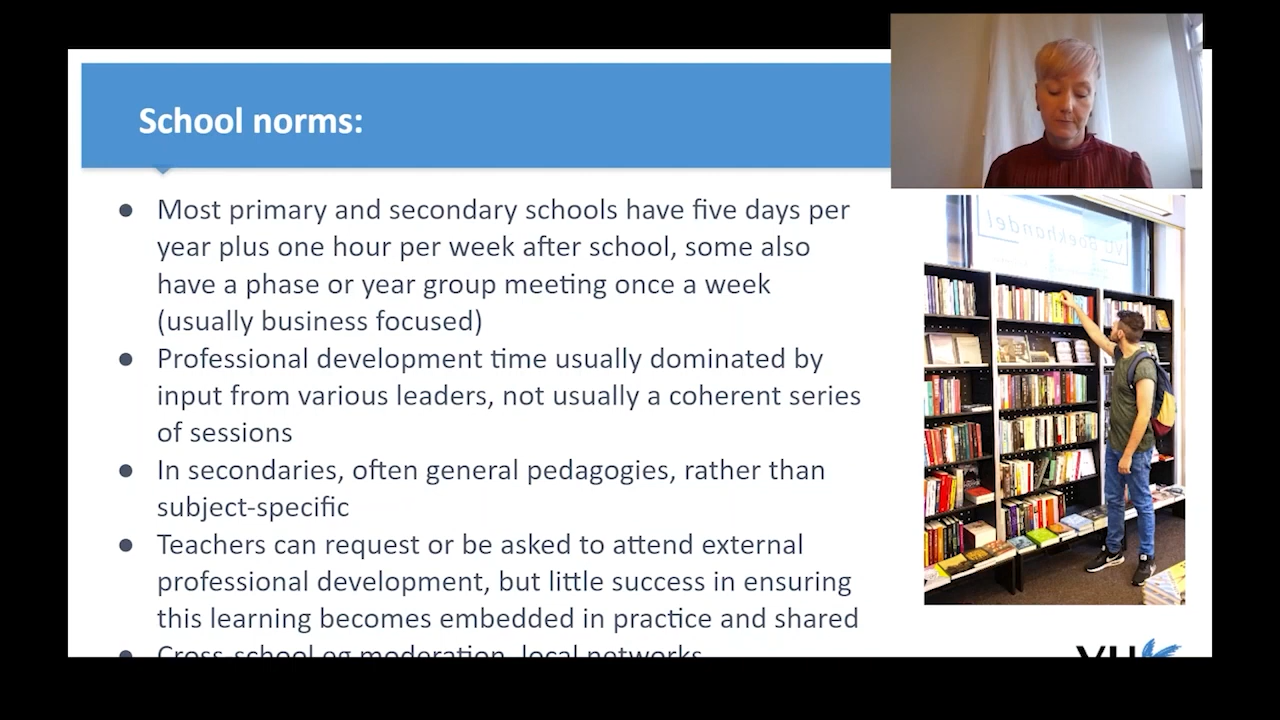 School norms:
● Most primary and secondary schools have five days per
year plus one hour per week after school, some also
have a phase or year group meeting once a week
(usually business focused)
● Professional development time usually dominated by
input from various leaders, not usually a coherent series
of sessions
● In secondaries, often general pedagogies, rather than
subject-specific
● Teachers can request or be asked to attend external
professional development, but little success in ensuring
this learning becomes embedded in practice and shared
● Cross-school eg moderation, local networks
VU Boekhandel
VU